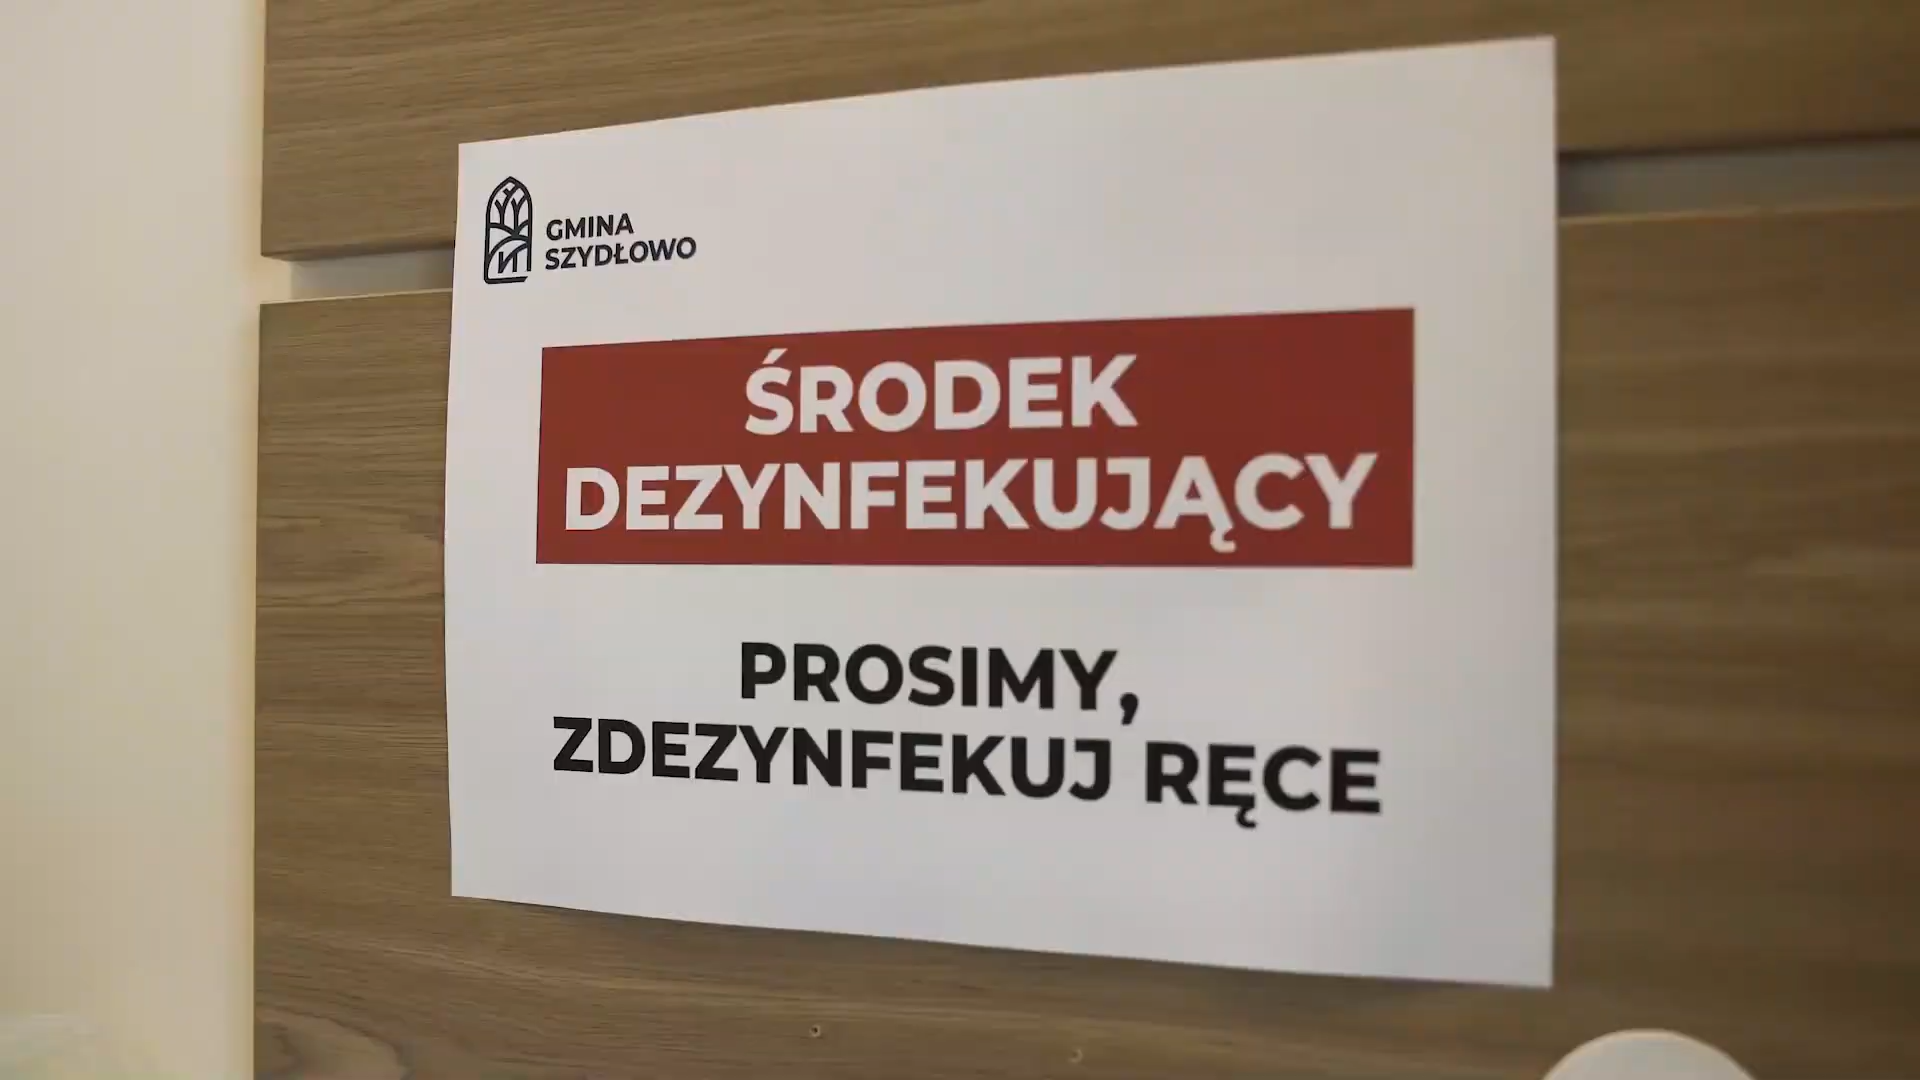 GMINA
SZYDŁOWO
ŚRODEK
DEZYNFEKUJĄCY
PROSIMY,
ZDEZYNFEKUJ RĘCE